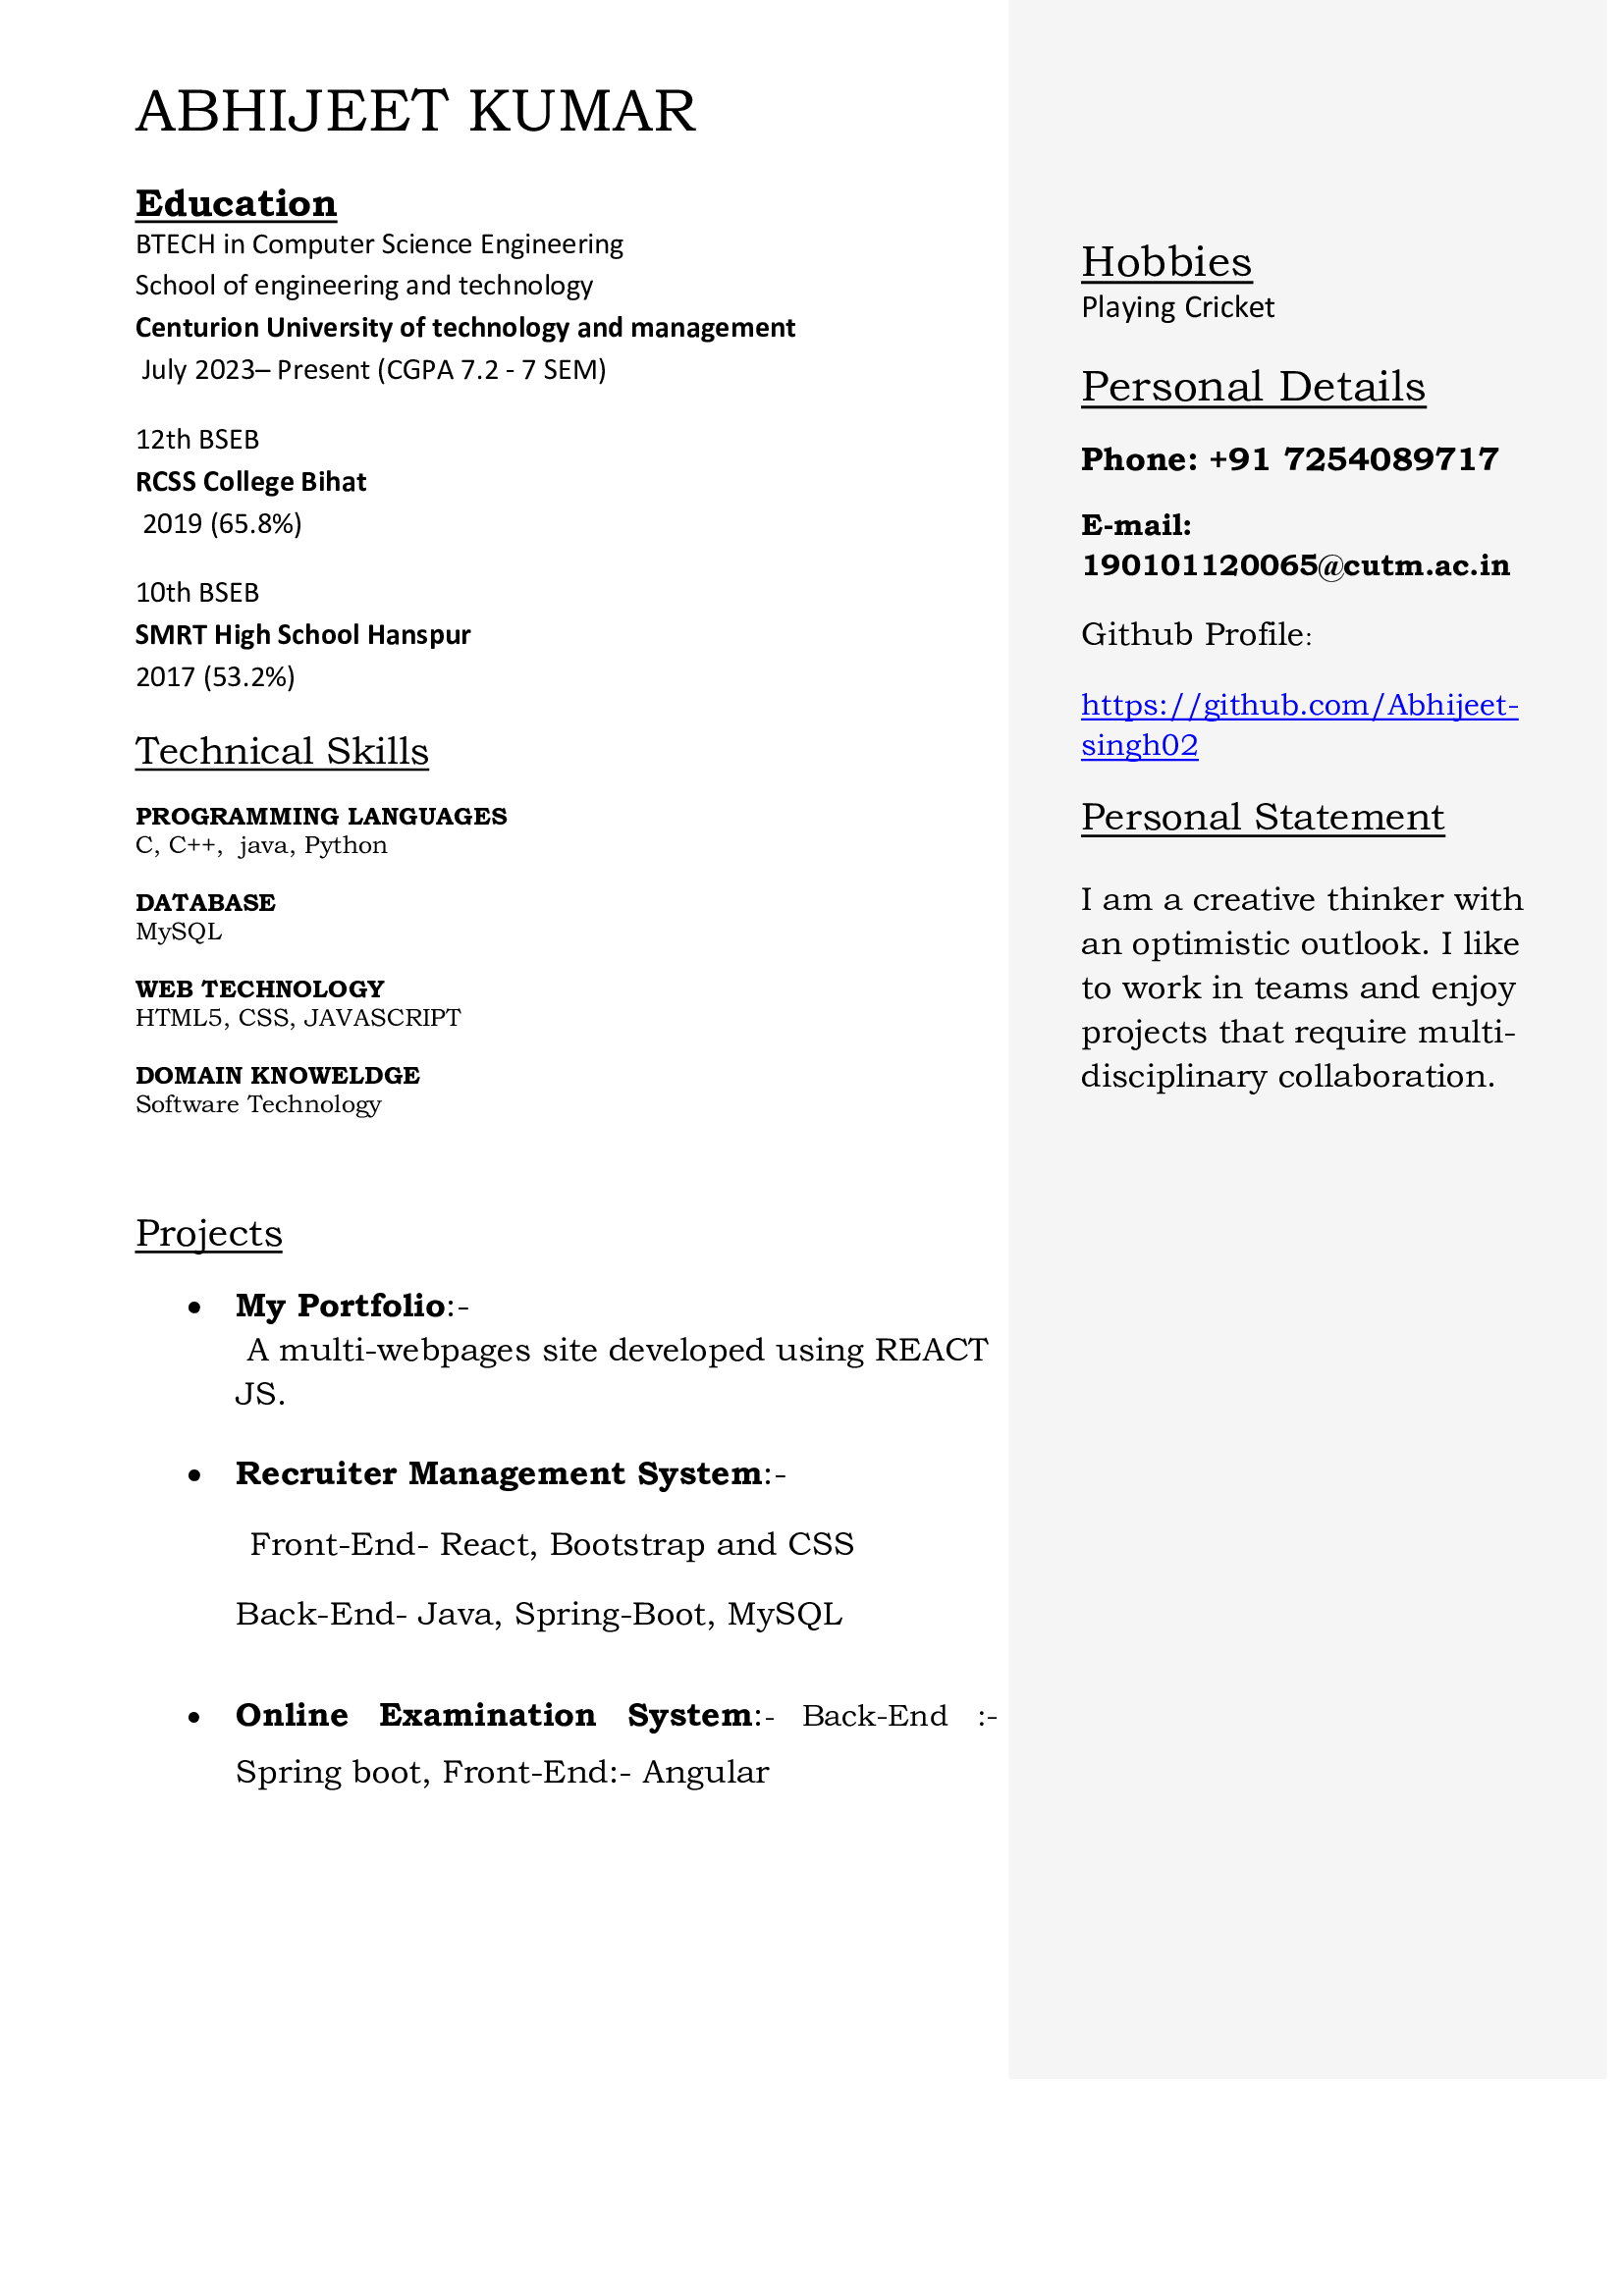 ABHIJEET KUMAR
Education
BTECH in Computer Science Engineering
School of engineering and technology
Centurion University of technology and management
July 2023– Present (CGPA 7.2 - 7 SEM)
12th BSEB
RCSS College Bihat
2019 (65.8%)
10th BSEB
SMRT High School Hanspur
2017 (53.2%)
Technical Skills
PROGRAMMING LANGUAGES
C, C++,  java, Python
DATABASE
MySQL
WEB TECHNOLOGY
HTML5, CSS, JAVASCRIPT
DOMAIN KNOWELDGE
Software Technology
Projects
• My Portfolio:-
A multi-webpages site developed using REACT
JS.
• Recruiter Management System:-
Front-End- React, Bootstrap and CSS
Back-End- Java, Spring-Boot, MySQL
• Online Examination System:- Back-End :-
Spring boot, Front-End:- Angular
Hobbies
Playing Cricket
Personal Details
Phone: +91 7254089717
E-mail:
190101120065@cutm.ac.in
Github Profile:
https://github.com/Abhijeet-
singh02
Personal Statement
I am a creative thinker with
an optimistic outlook. I like
to work in teams and enjoy
projects that require multi-
disciplinary collaboration.